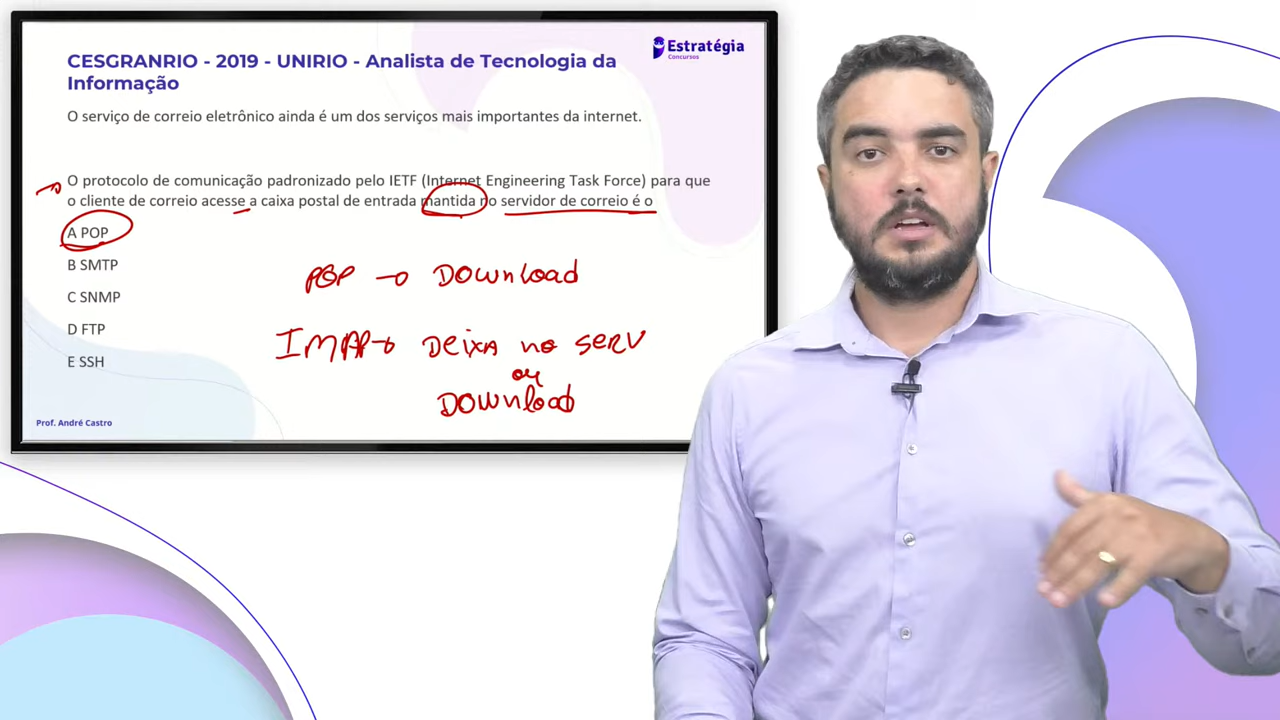 CESGRANRIO - 2019 - UNIRIO - Analista de Tecnologia da
Informação
Estratégia
Concursos
O serviço de correio eletrônico ainda é um dos serviços mais importantes da internet.
O protocolo de comunicação padronizado pelo IETF (Internet Engineering Task Force) para que
o cliente de correio acesse a caixa postal de entrada mantida no servidor de correio é o
A POP
B SMTP
C SNMP
D FTP
E SSH
POP → DOWNLOAD
IMAP → DEIXA NO SERV
ou
DOWNLOAD
Prof. André Castro